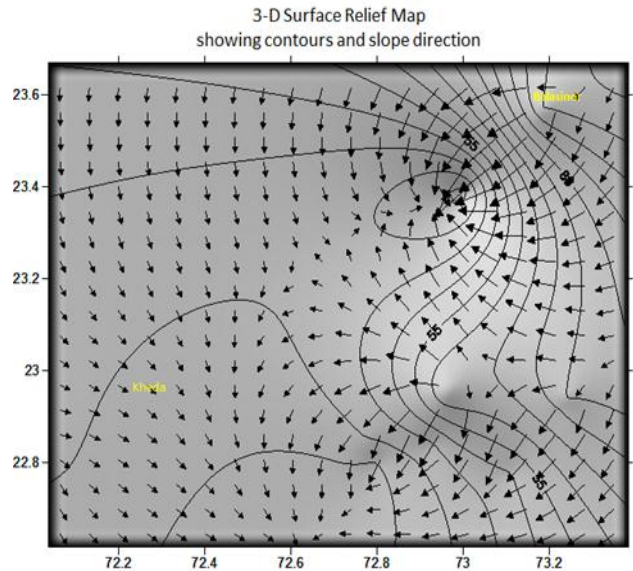 3-D Surface Relief Map
showing contours and slope direction
23.6
23.4
23.2
23
22.8
72.2 72.4 72.6 72.8 73 73.2
Balasinor
Kheda
55
55
55